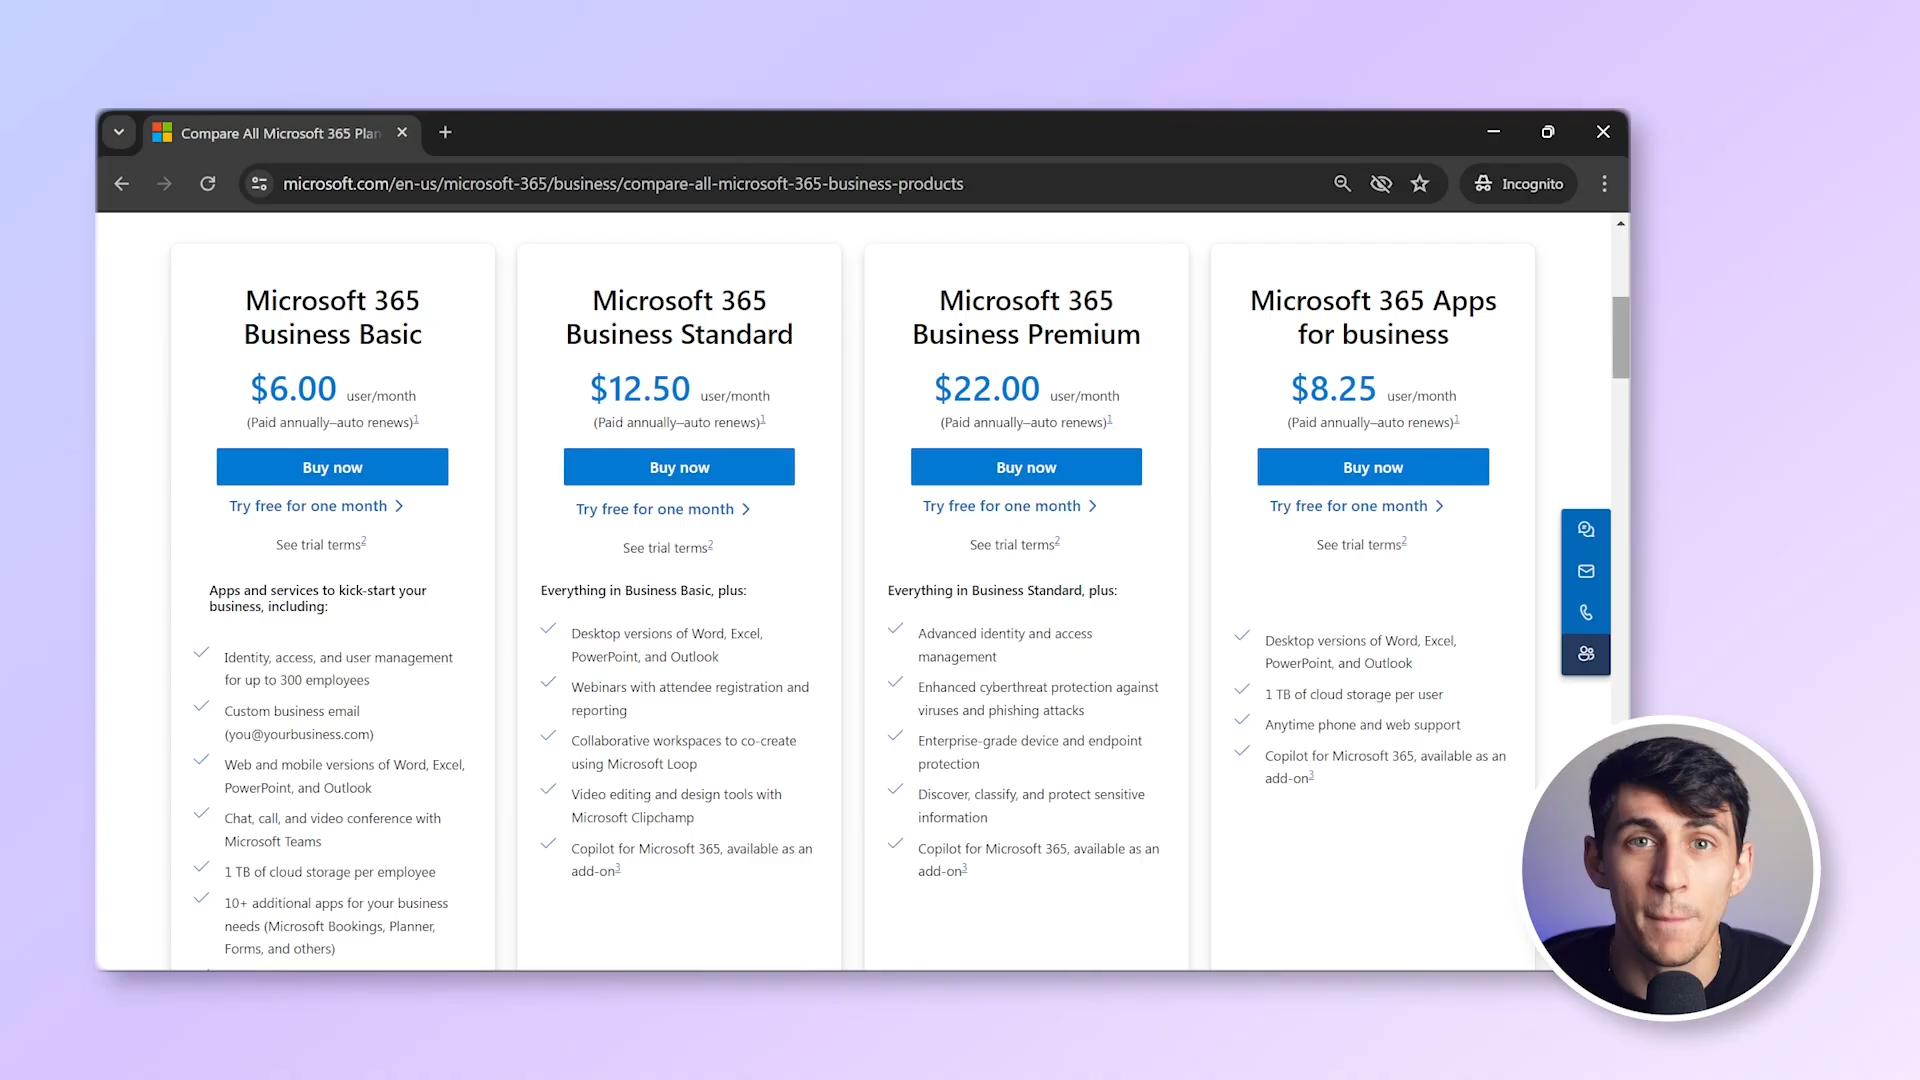 Compare All Microsoft 365 Plan
microsoft.com/en-us/microsoft-365/business/compare-all-microsoft-365-business-products
Incognito
Microsoft 365
Business Basic
$6.00 user/month
(Paid annually–auto renews)1
Buy now
Try free for one month
See trial terms2
Apps and services to kick-start your
business, including:
Identity, access, and user management
for up to 300 employees
Custom business email
(you@yourbusiness.com)
Web and mobile versions of Word, Excel,
PowerPoint, and Outlook
Chat, call, and video conference with
Microsoft Teams
1 TB of cloud storage per employee
10+ additional apps for your business
needs (Microsoft Bookings, Planner,
Forms, and others)
Microsoft 365
Business Standard
$12.50 user/month
(Paid annually–auto renews)1
Buy now
Try free for one month
See trial terms2
Everything in Business Basic, plus:
Desktop versions of Word, Excel,
PowerPoint, and Outlook
Webinars with attendee registration and
reporting
Collaborative workspaces to co-create
using Microsoft Loop
Video editing and design tools with
Microsoft Clipchamp
Copilot for Microsoft 365, available as an
add-on3
Microsoft 365
Business Premium
$22.00 user/month
(Paid annually–auto renews)1
Buy now
Try free for one month
See trial terms2
Everything in Business Standard, plus:
Advanced identity and access
management
Enhanced cyberthreat protection against
viruses and phishing attacks
Enterprise-grade device and endpoint
protection
Discover, classify, and protect sensitive
information
Copilot for Microsoft 365, available as an
add-on3
Microsoft 365 Apps
for business
$8.25 user/month
(Paid annually–auto renews)1
Buy now
Try free for one month
See trial terms2
Desktop versions of Word, Excel,
PowerPoint, and Outlook
1 TB of cloud storage per user
Anytime phone and web support
Copilot for Microsoft 365, available as an
add-on3